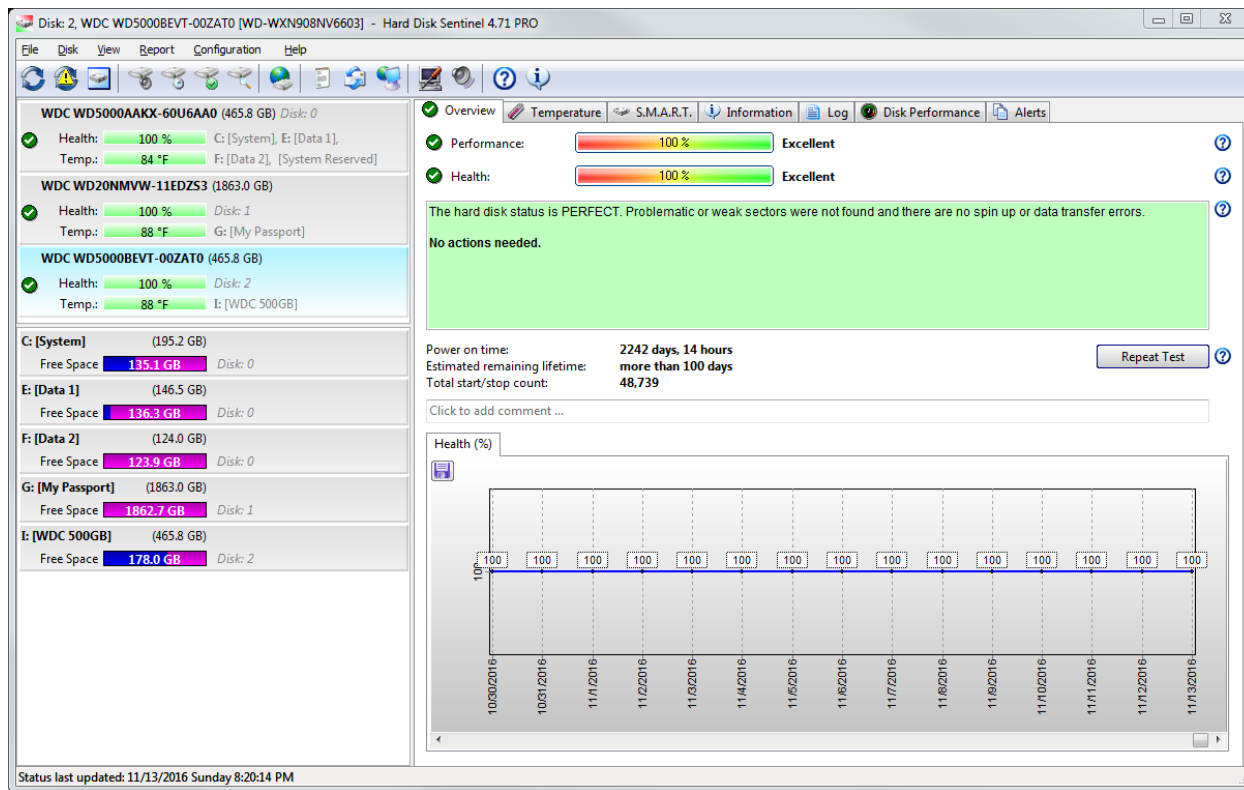 Disk: 2, WDC WD5000BEVT-00ZAT0 [WD-WXN908NV6603] - Hard Disk Sentinel 4.71 PRO
File Disk View Report Configuration Help
WDC WD5000AAKX-60U6AA0 (465.8 GB) Disk: 0
Health: 100 % C: [System], E: [Data 1],
Temp.: 84 °F F: [Data 2], [System Reserved]
WDC WD20NMVW-11EDZS3 (1863.0 GB)
Health: 100 % Disk: 1
Temp.: 88 °F G: [My Passport]
WDC WD5000BEVT-00ZAT0 (465.8 GB)
Health: 100 % Disk: 2
Temp.: 88 °F I: [WDC 500GB]
C: [System] (195.2 GB)
Free Space 135.1 GB Disk: 0
E: [Data 1] (146.5 GB)
Free Space 136.3 GB Disk: 0
F: [Data 2] (124.0 GB)
Free Space 123.9 GB Disk: 0
G: [My Passport] (1863.0 GB)
Free Space 1862.7 GB Disk: 1
I: [WDC 500GB] (465.8 GB)
Free Space 178.0 GB Disk: 2
Overview Temperature S.M.A.R.T. Information Log Disk Performance Alerts
Performance: 100 % Excellent
Health: 100 % Excellent
The hard disk status is PERFECT. Problematic or weak sectors were not found and there are no spin up or data transfer errors.
No actions needed.
Power on time: 2242 days, 14 hours
Estimated remaining lifetime: more than 100 days
Total start/stop count: 48,739
Repeat Test
Click to add comment ...
Health (%)
100
100 100 100 100 100 100 100 100 100 100 100 100 100 100 100
10/30/2016 10/31/2016 11/1/2016 11/2/2016 11/3/2016 11/4/2016 11/5/2016 11/6/2016 11/7/2016 11/8/2016 11/9/2016 11/10/2016 11/11/2016 11/12/2016 11/13/2016
Status last updated: 11/13/2016 Sunday 8:20:14 PM